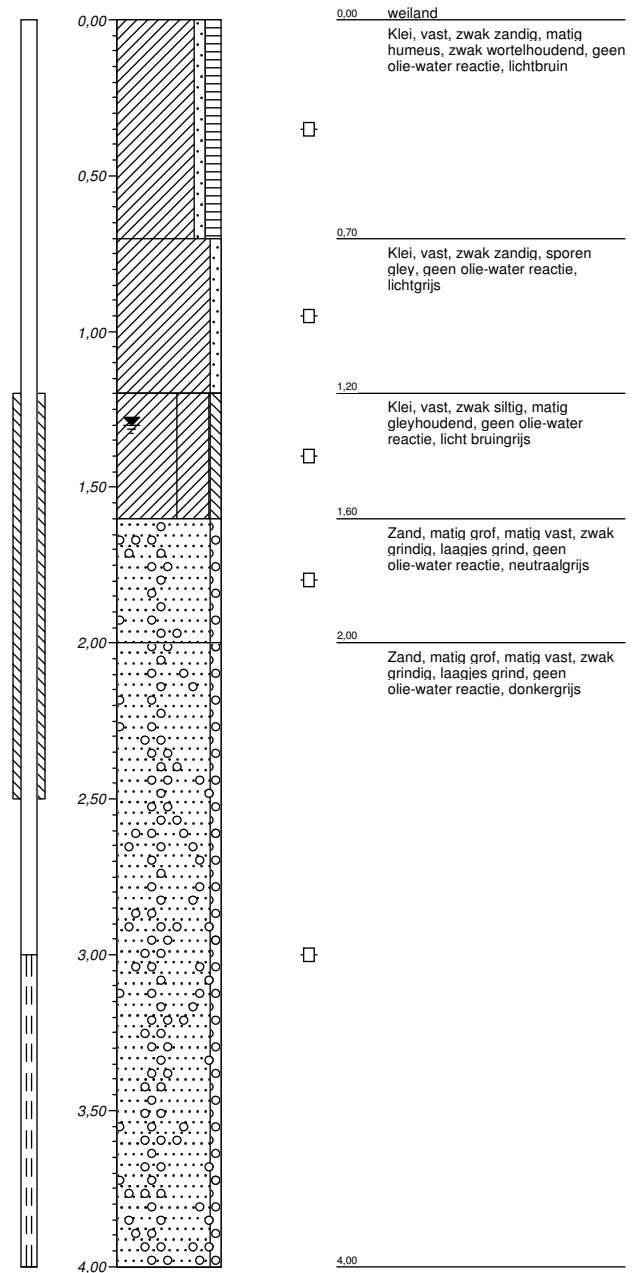 0,00
0,50
1,00
1,50
2,00
2,50
3,00
3,50
4,00
0,00 weiland
Klei, vast, zwak zandig, matig
humeus, zwak wortelhoudend, geen
olie-water reactie, lichtbruin
0,70
Klei, vast, zwak zandig, sporen
gley, geen olie-water reactie,
lichtgrijs
1,20
Klei, vast, zwak siltig, matig
gleyhoudend, geen olie-water
reactie, licht bruingrijs
1,60
Zand, matig grof, matig vast, zwak
grindig, laagjes grind, geen
olie-water reactie, neutraalgrijs
2,00
Zand, matig grof, matig vast, zwak
grindig, laagjes grind, geen
olie-water reactie, donkergrijs
4,00